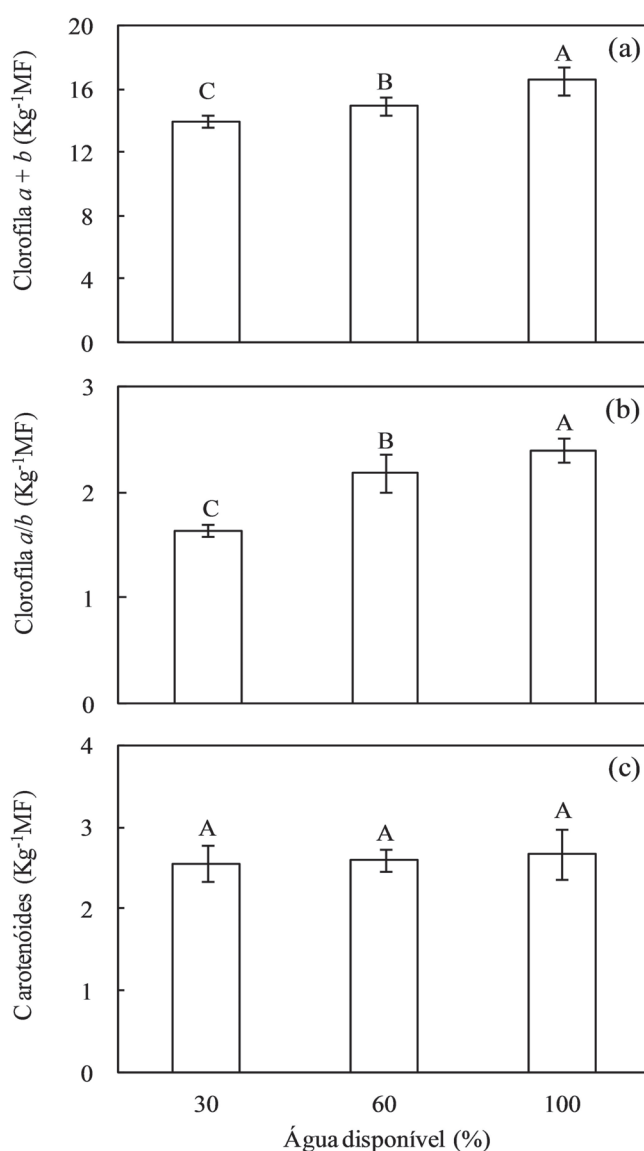 20
16
12
8
4
0
Clorofila a + b (Kg⁻¹MF)
C
B
A
(a)
3
2
1
0
Clorofila a/b (Kg⁻¹MF)
C
B
A
(b)
4
3
2
1
0
Carotenóides (Kg⁻¹MF)
A
A
A
(c)
30 60 100
Água disponível (%)